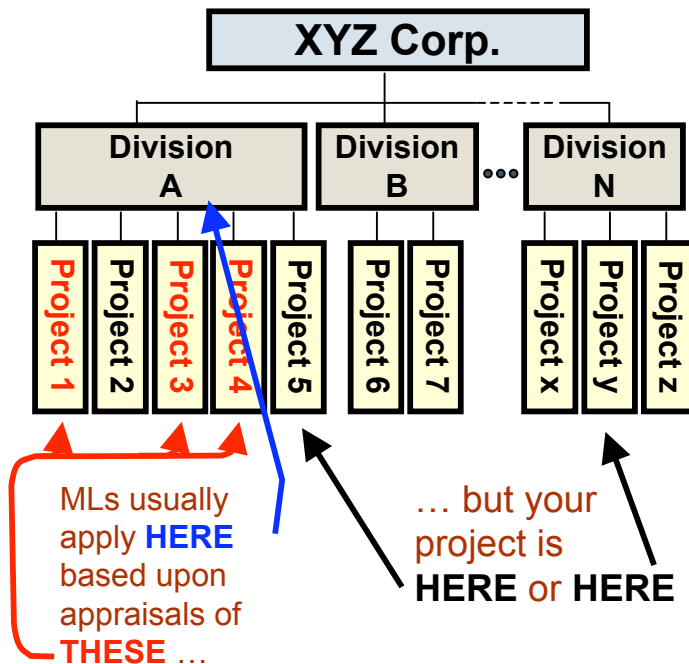 XYZ Corp.
Division
A
Division
B
Division
N
Project 1
Project 2
Project 3
Project 4
Project 5
Project 6
Project 7
Project x
Project y
Project z
MLs usually
apply HERE
based upon
appraisals of
THESE …
… but your
project is
HERE or HERE